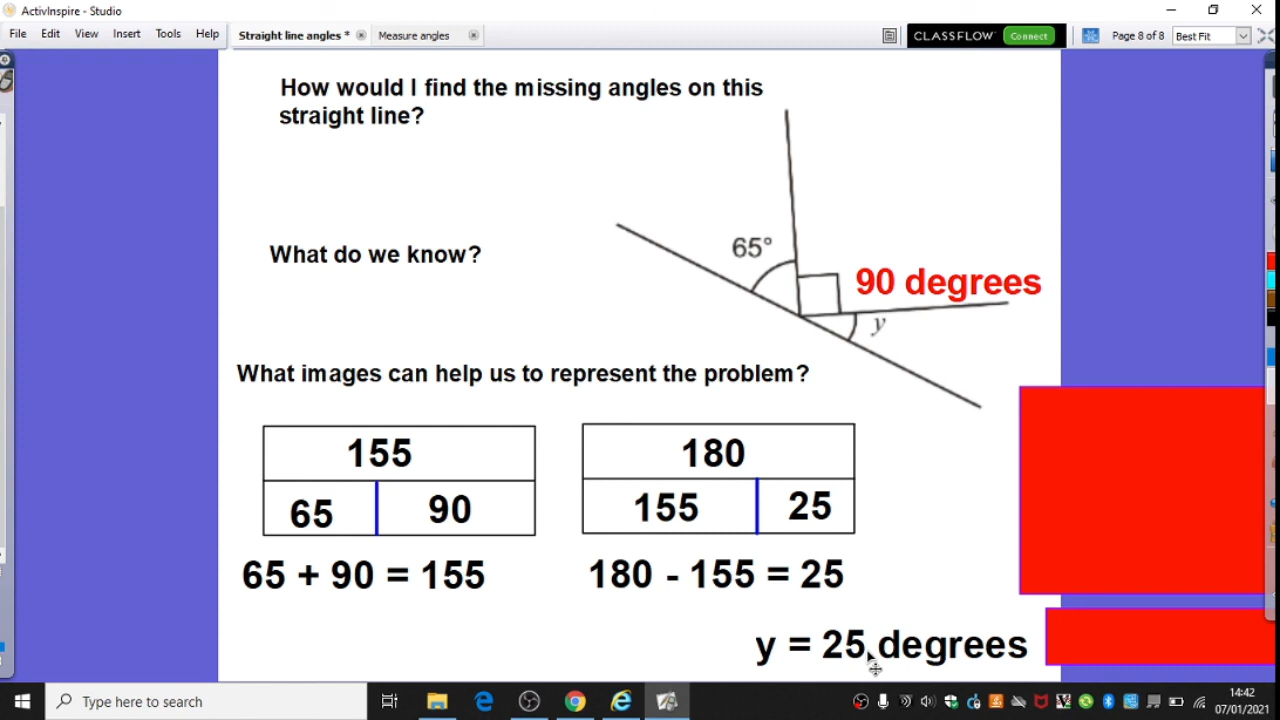 ActivInspire - Studio
File Edit View Insert Tools Help
Straight line angles *
Measure angles
CLASSFLOW Connect
Page 8 of 8
Best Fit
How would I find the missing angles on this
straight line?
65°
What do we know?
90 degrees
y
What images can help us to represent the problem?
155
180
65 90
155 25
65 + 90 = 155
180 - 155 = 25
y = 25 degrees
Type here to search
14:42
07/01/2021